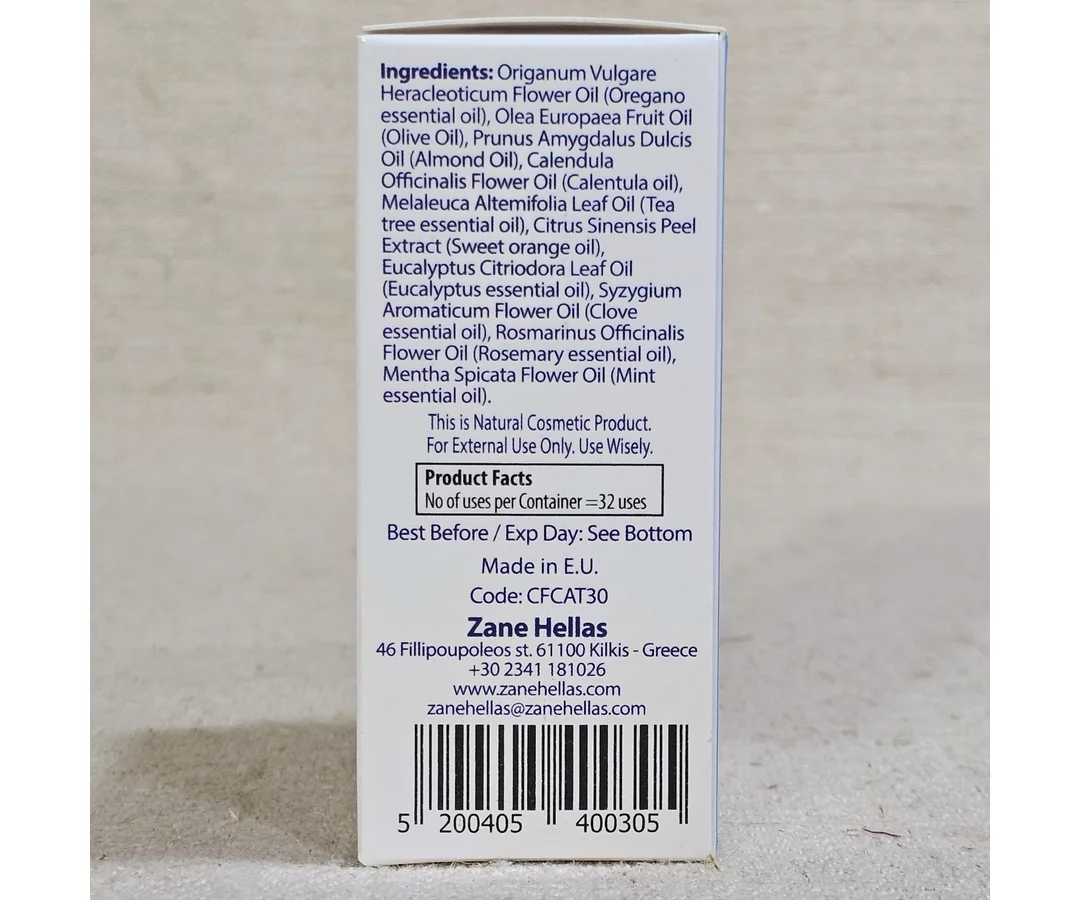 Ingredients: Origanum Vulgare
Heracleoticum Flower Oil (Oregano
essential oil), Olea Europaea Fruit Oil
(Olive Oil), Prunus Amygdalus Dulcis
Oil (Almond Oil), Calendula
Officinalis Flower Oil (Calentula oil),
Melaleuca Altemifolia Leaf Oil (Tea
tree essential oil), Citrus Sinensis Peel
Extract (Sweet orange oil),
Eucalyptus Citriodora Leaf Oil
(Eucalyptus essential oil), Syzygium
Aromaticum Flower Oil (Clove
essential oil), Rosmarinus Officinalis
Flower Oil (Rosemary essential oil),
Mentha Spicata Flower Oil (Mint
essential oil).
This is Natural Cosmetic Product.
For External Use Only. Use Wisely.
Product Facts
No of uses per Container =32 uses
Best Before / Exp Day: See Bottom
Made in E.U.
Code: CFCAT30
Zane Hellas
46 Fillipoupoleos st. 61100 Kilkis - Greece
+30 2341 181026
www.zanehellas.com
zanehellas@zanehellas.com
5 200405 400305